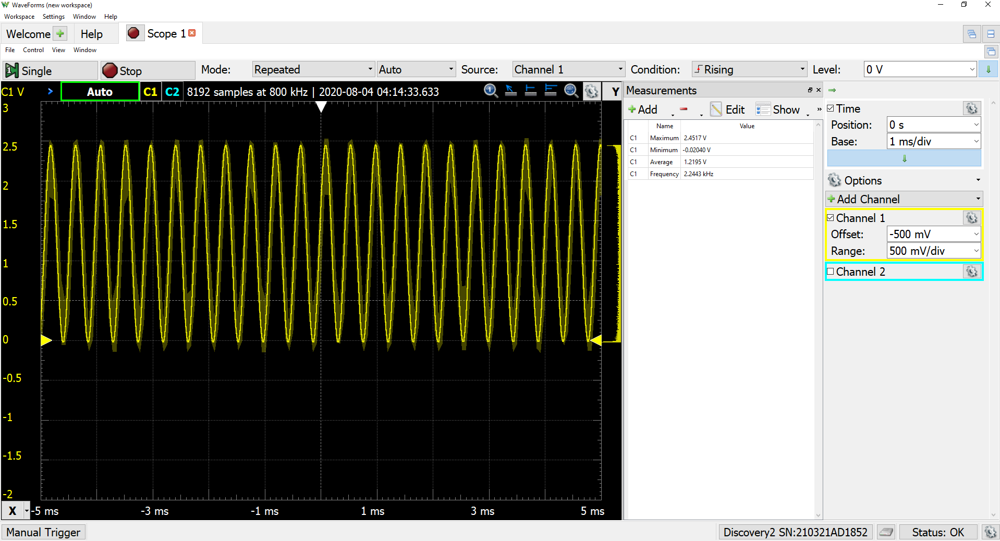 WaveForms (new workspace)
Workspace Settings Window Help
Welcome Help Scope 1
File Control View Window
Single Stop Mode: Repeated Auto Source: Channel 1 Condition: Rising Level: 0 V
C1 V Auto C1 C2 8192 samples at 800 kHz | 2020-08-04 04:14:33.633 Y
3
2.5
2
1.5
1
0.5
0
-0.5
-1
-1.5
-2
X -5 ms -3 ms -1 ms 1 ms 3 ms 5 ms
Measurements
Add Edit Show »
Name Value
C1 Maximum 2.4517 V
C1 Minimum -0.02040 V
C1 Average 1.2195 V
C1 Frequency 2.2443 kHz
Time
Position: 0 s
Base: 1 ms/div
Options
Add Channel
Channel 1
Offset: -500 mV
Range: 500 mV/div
Channel 2
Manual Trigger Discovery2 SN:210321AD1852 Status: OK